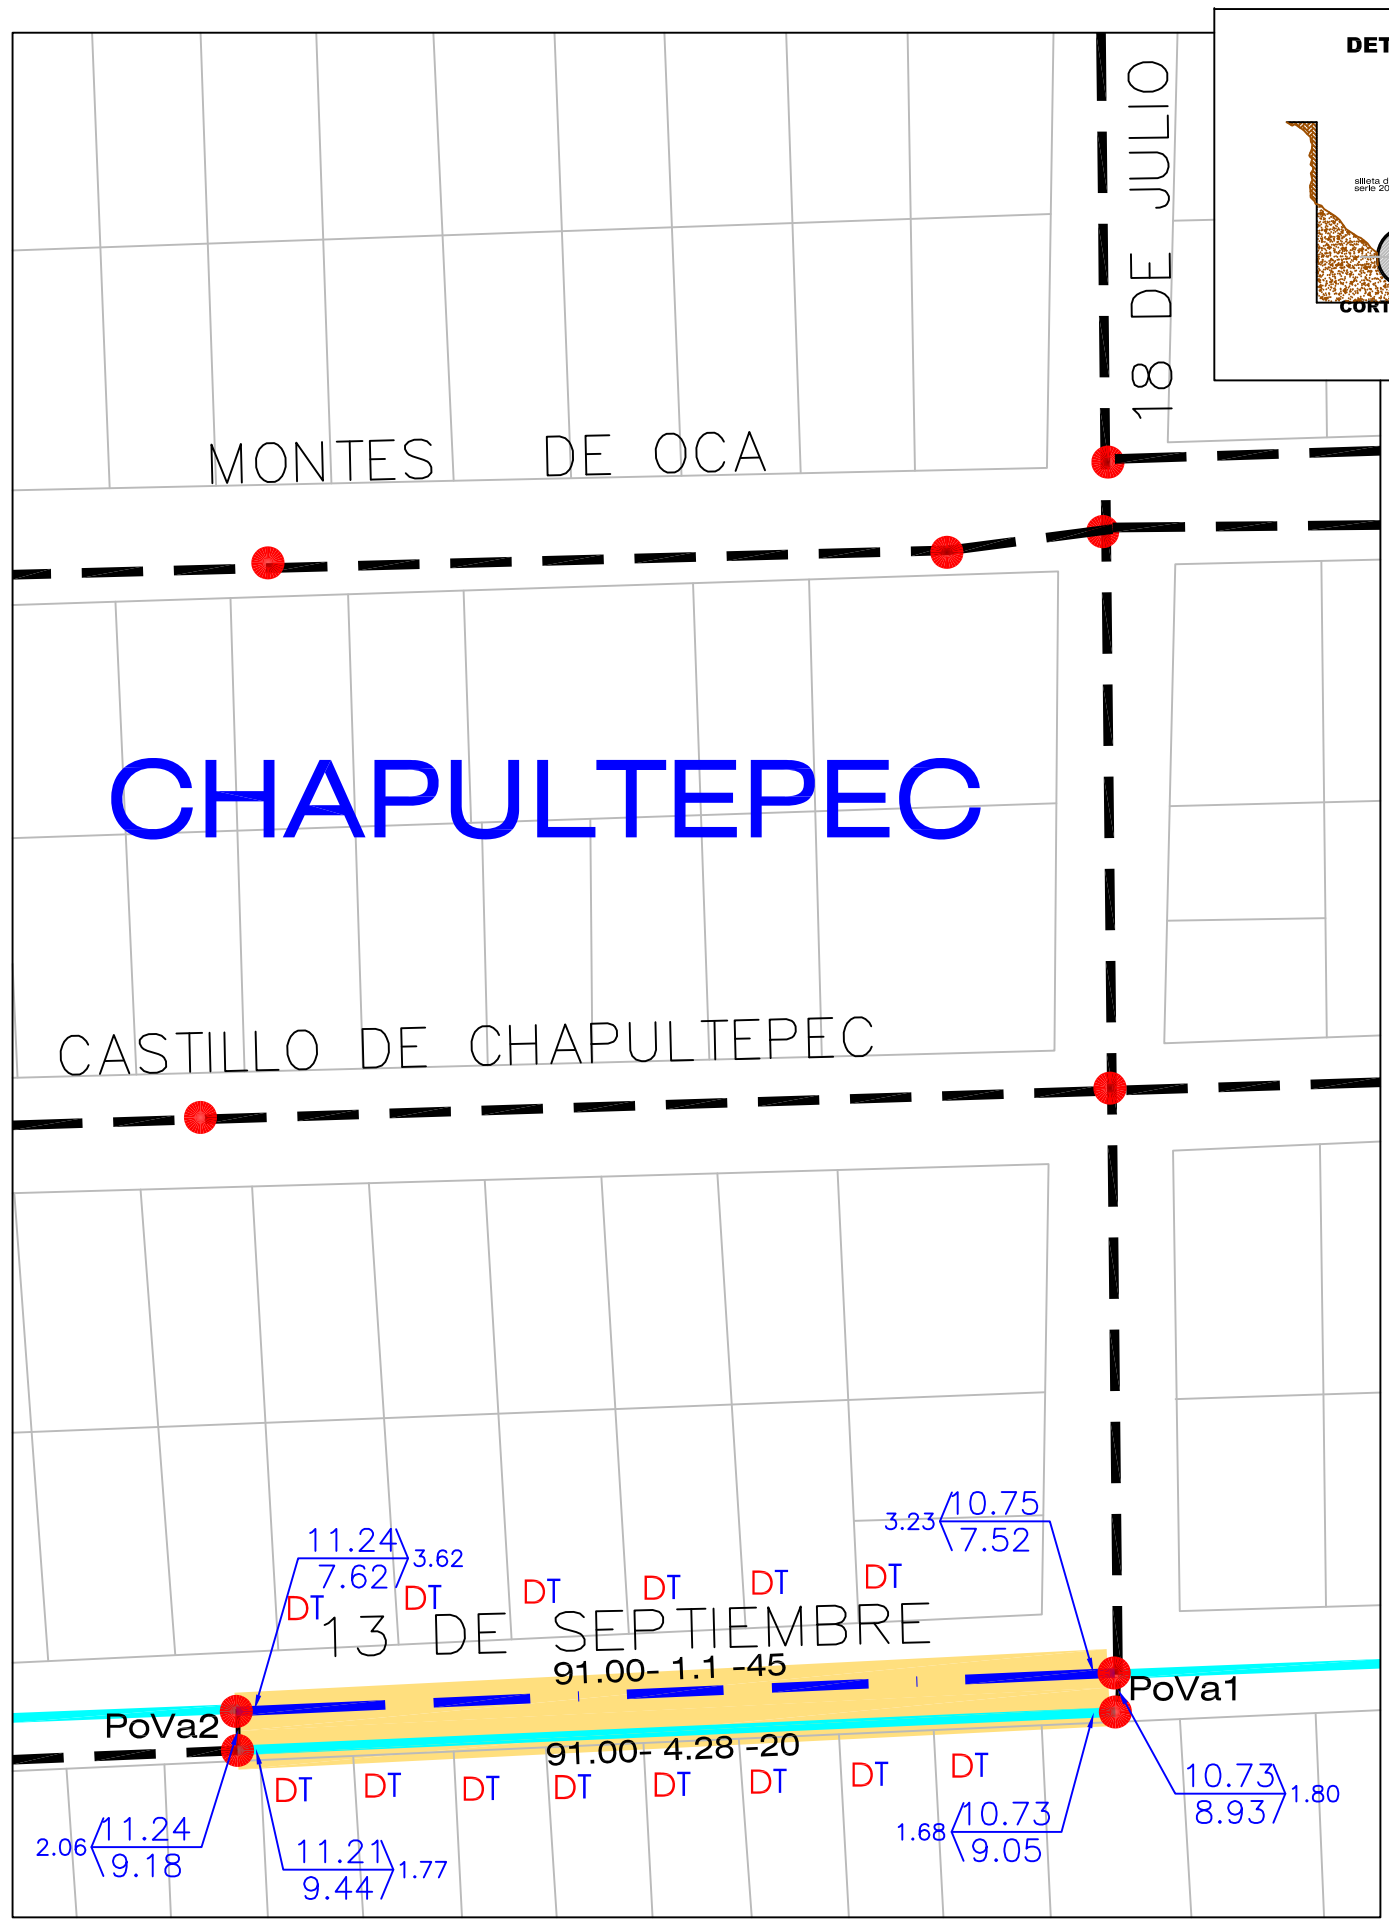 DET
18 DE JULIO
silleta d
serie 20
CORT
MONTES DE OCA
CHAPULTEPEC
CASTILLO DE CHAPULTEPEC
10.75
3.23
7.52
11.24
3.62
7.62
DT DT DT DT DT DT
13 DE SEPTIEMBRE
91.00- 1.1 -45
PoVa1
PoVa2
91.00- 4.28 -20
DT DT DT DT DT DT DT DT
10.73
1.80
8.93
10.73
1.68
9.05
11.24
2.06
9.18
11.21
1.77
9.44